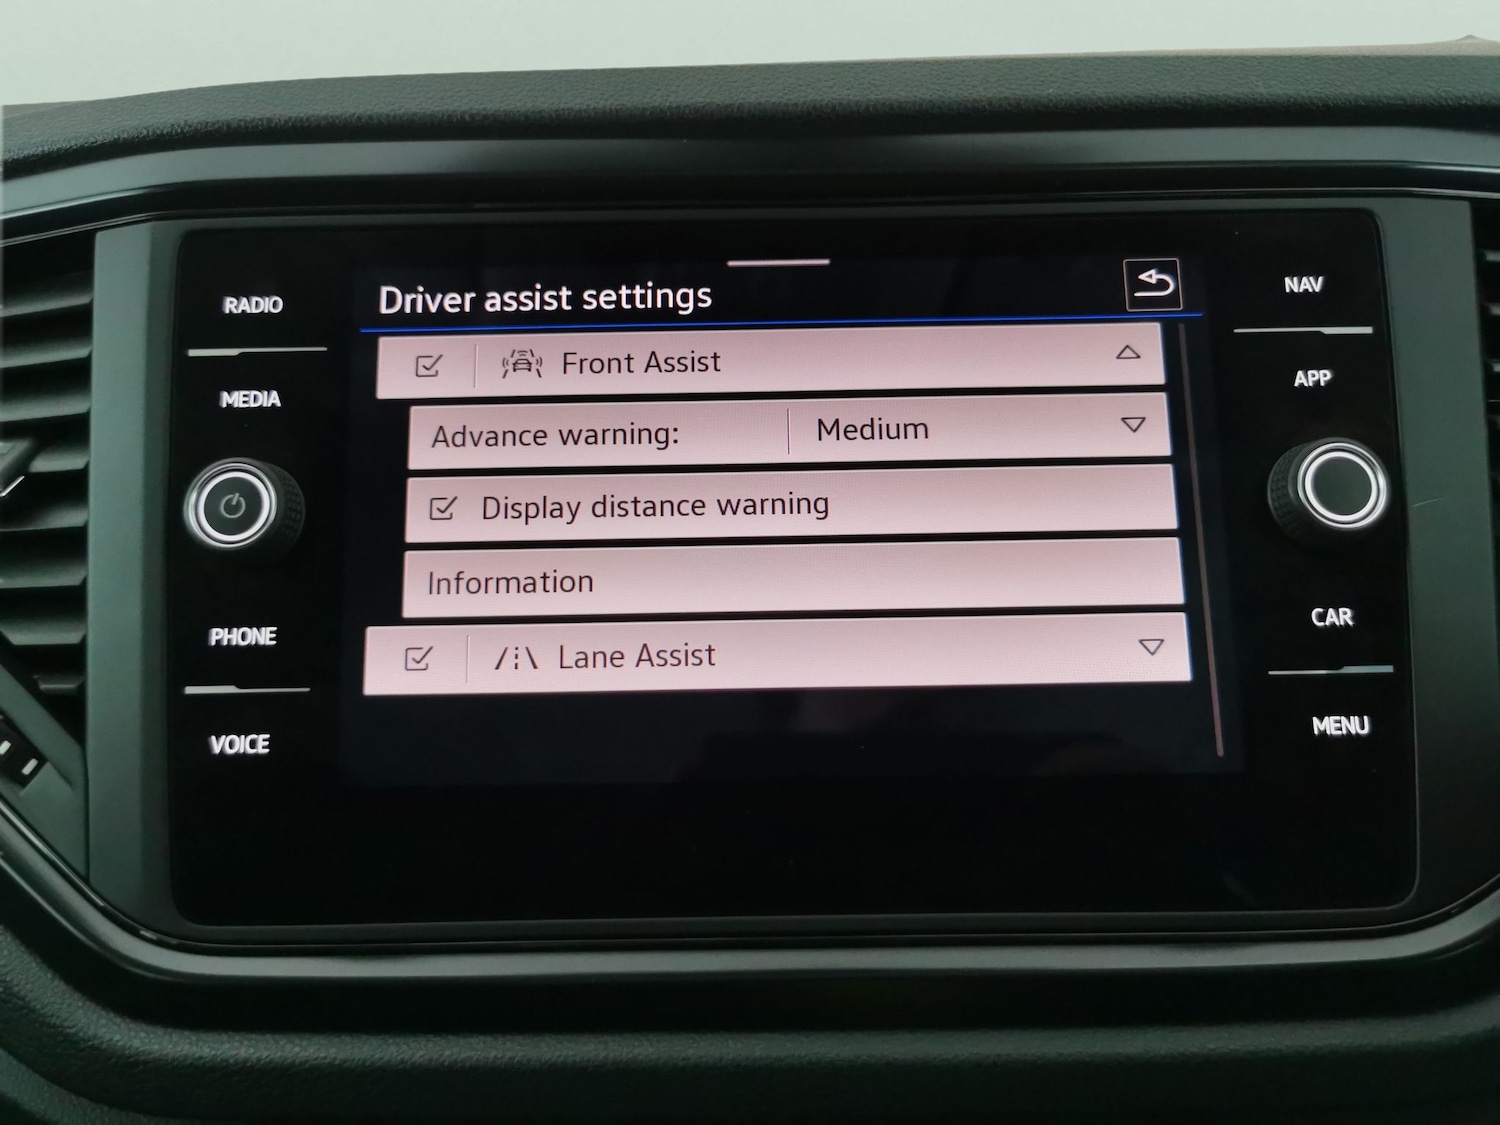 RADIO
MEDIA
PHONE
VOICE
Driver assist settings
Front Assist
Advance warning: Medium
Display distance warning
Information
Lane Assist
NAV
APP
CAR
MENU